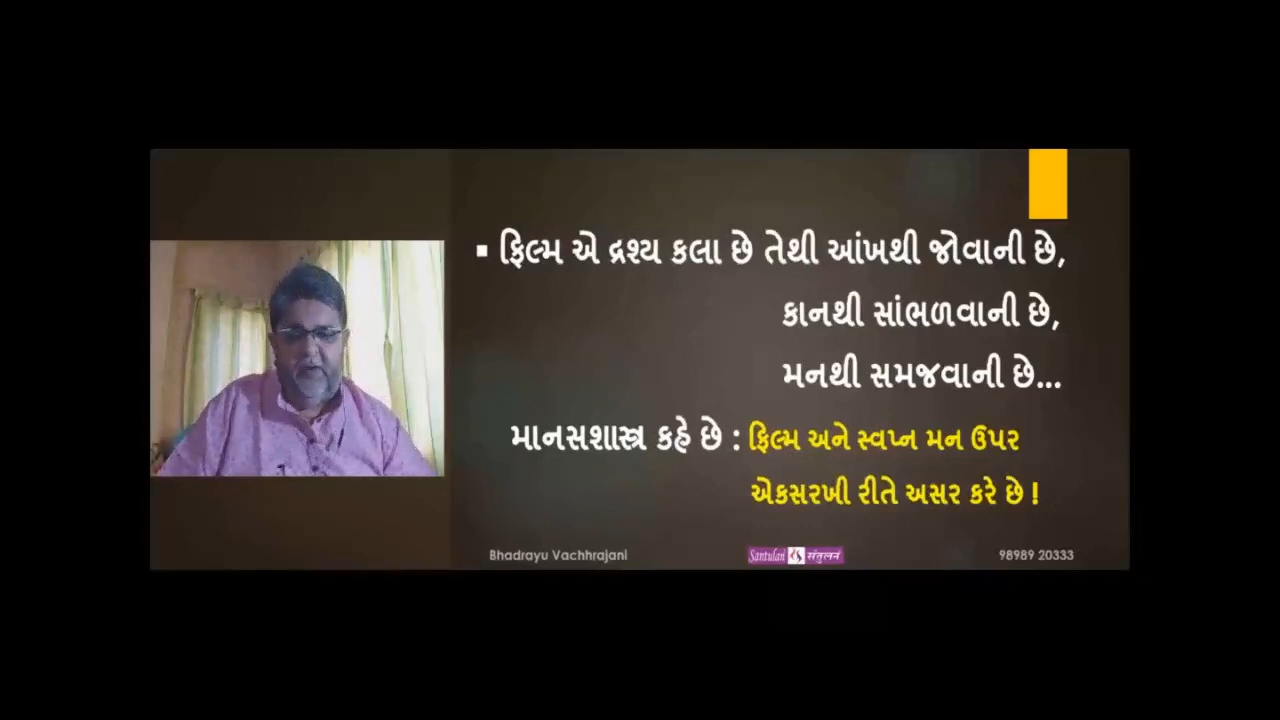 ▪ ફિલ્મ એ દ્રશ્ય કલા છે તેથી આંખથી જોવાની છે,
કાનથી સાંભળવાની છે,
મનથી સમજવાની છે...
માનસશાસ્ત્ર કહે છે : ફિલ્મ અને સ્વપ્ન મન ઉપર
એકસરખી રીતે અસર કરે છે !
Bhadrayu Vachhrajani Santulan संतुलन 98989 20333